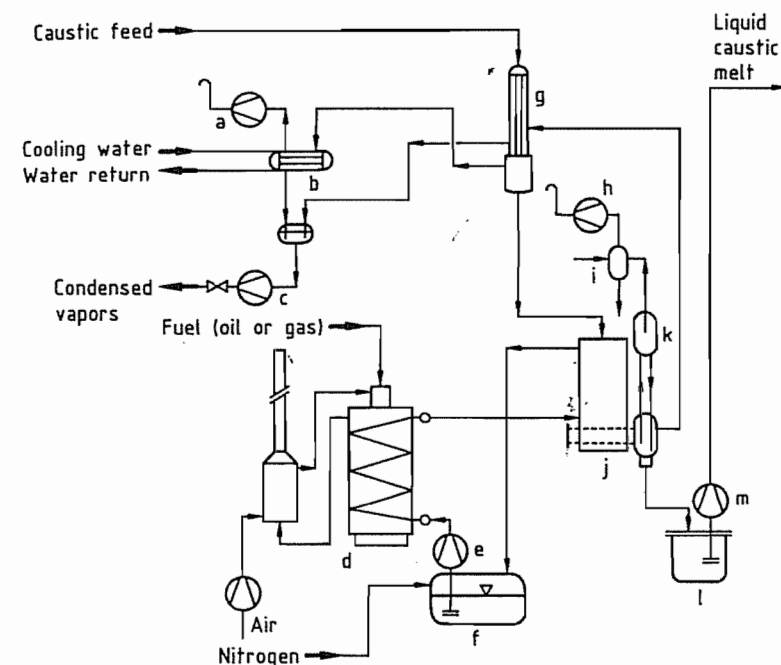 Caustic feed
Liquid
caustic
melt
g
a
Cooling water
Water return
b
h
i
Condensed
vapors
c
k
Fuel (oil or gas)
j
m
d
e
Air
f
l
Nitrogen